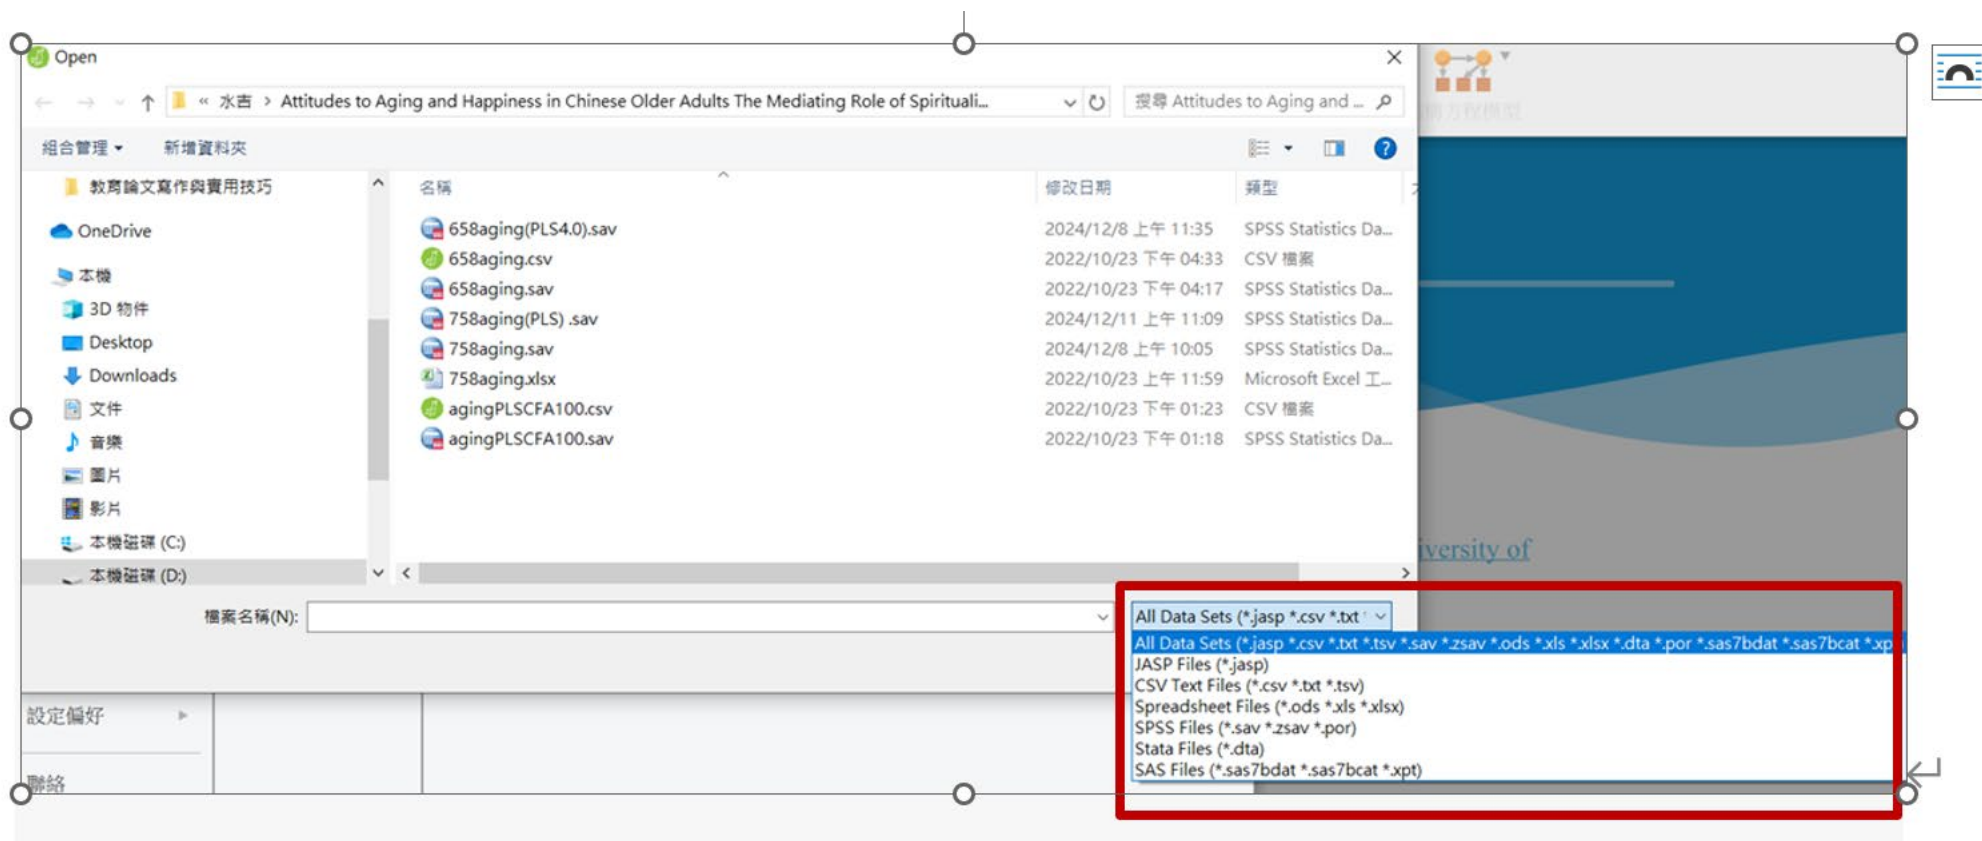 Open
« 水吉 > Attitudes to Aging and Happiness in Chinese Older Adults The Mediating Role of Spirituali...
搜尋 Attitudes to Aging and ...
組合管理 新增資料夾
名稱 修改日期 類型
教育論文寫作與實用技巧
OneDrive
本機
3D 物件
Desktop
Downloads
文件
音樂
圖片
影片
本機磁碟 (C:)
本機磁碟 (D:)
658aging(PLS4.0).sav 2024/12/8 上午 11:35 SPSS Statistics Da...
658aging.csv 2022/10/23 下午 04:33 CSV 檔案
658aging.sav 2022/10/23 下午 04:17 SPSS Statistics Da...
758aging(PLS) .sav 2024/12/11 上午 11:09 SPSS Statistics Da...
758aging.sav 2024/12/8 上午 10:05 SPSS Statistics Da...
758aging.xlsx 2022/10/23 上午 11:59 Microsoft Excel 工...
agingPLSCFA100.csv 2022/10/23 下午 01:23 CSV 檔案
agingPLSCFA100.sav 2022/10/23 下午 01:18 SPSS Statistics Da...
iversity of
檔案名稱(N):
All Data Sets (*.jasp *.csv *.txt
All Data Sets (*.jasp *.csv *.txt *.tsv *.sav *.zsav *.ods *.xls *.xlsx *.dta *.por *.sas7bdat *.sas7bcat *.xp
JASP Files (*.jasp)
CSV Text Files (*.csv *.txt *.tsv)
Spreadsheet Files (*.ods *.xls *.xlsx)
SPSS Files (*.sav *.zsav *.por)
Stata Files (*.dta)
SAS Files (*.sas7bdat *.sas7bcat *.xpt)
設定偏好
聯絡